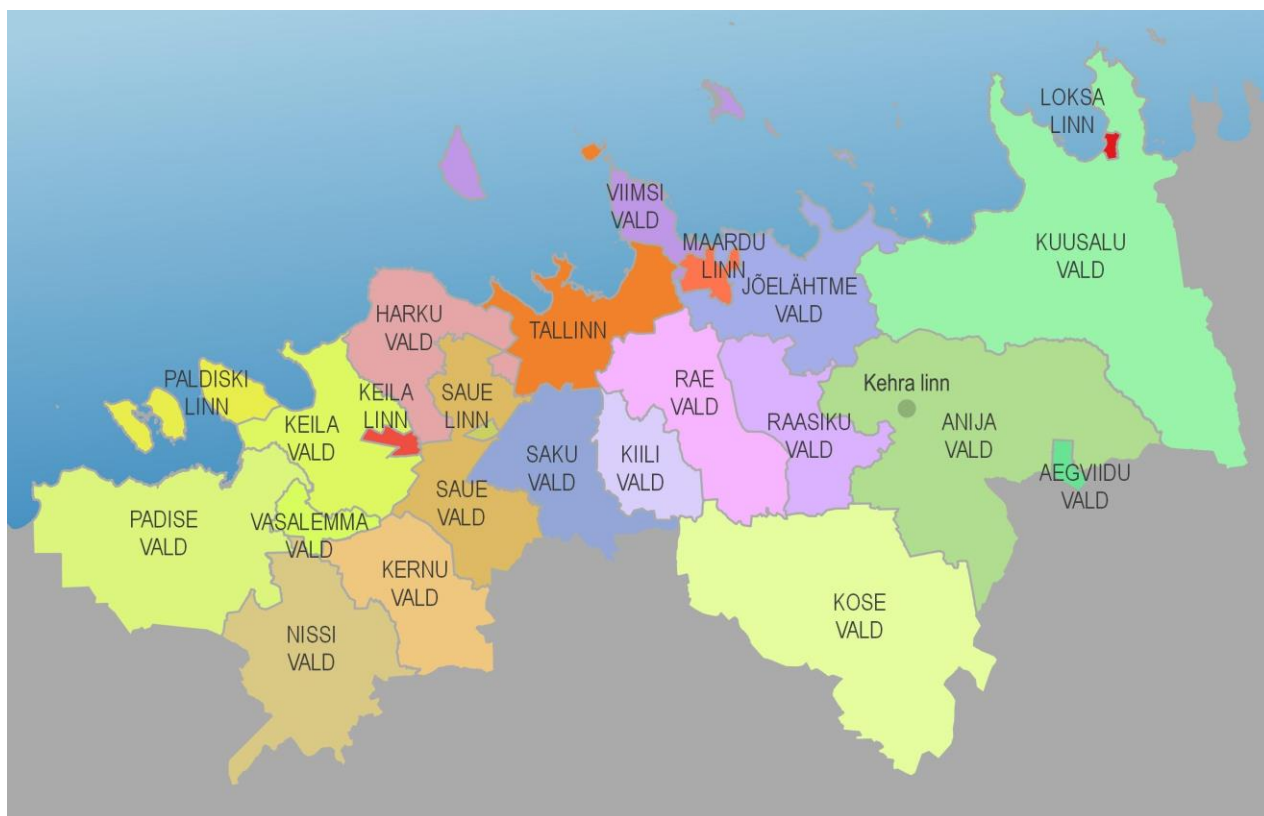 LOKSA
LINN
VIIMSI
VALD
MAARDU
LINN
KUUSALU
VALD
JÕELÄHTME
VALD
HARKU
VALD
TALLINN
PALDISKI
LINN
KEILA
LINN
SAUE
LINN
RAE
VALD
Kehra linn
KEILA
VALD
RAASIKU
VALD
ANIJA
VALD
SAKU
VALD
KIILI
VALD
AEGVIIDU
VALD
SAUE
VALD
PADISE
VALD
VASALEMMA
VALD
KERNU
VALD
KOSE
VALD
NISSI
VALD